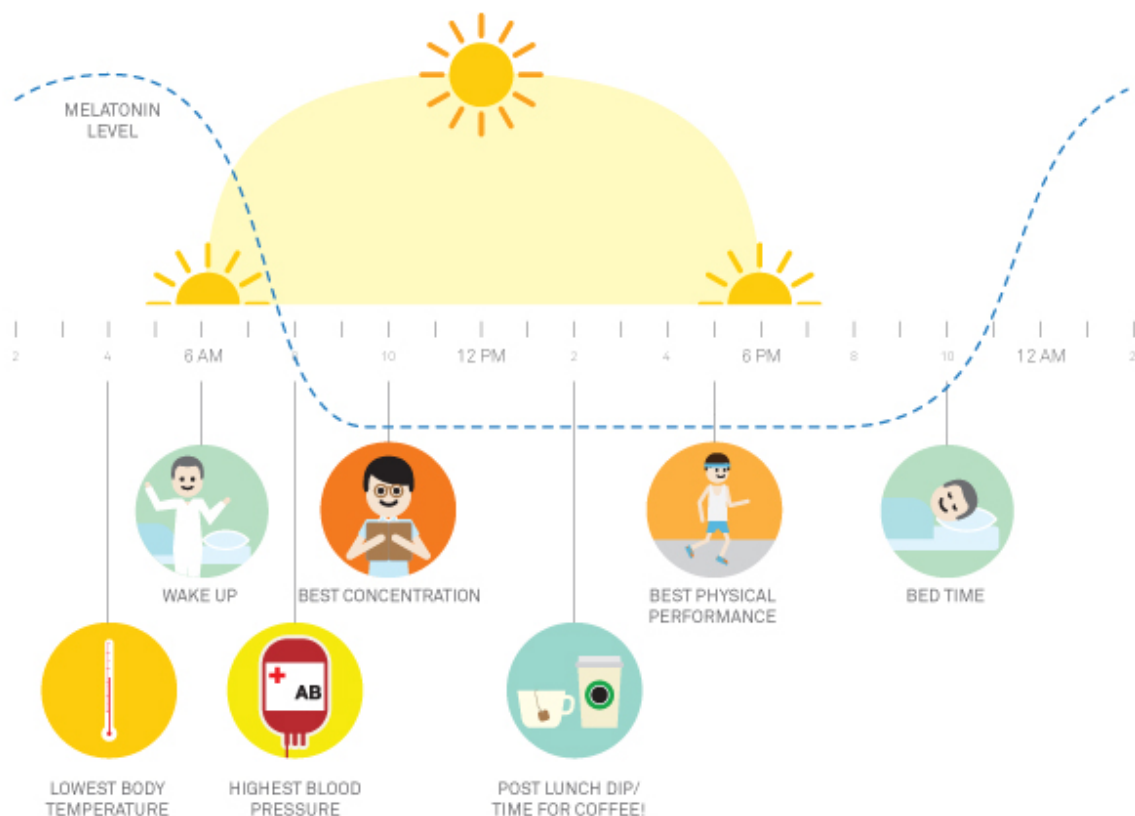 MELATONIN
LEVEL
2 4 6 AM 8 10 12 PM 2 4 6 PM 8 10 12 AM 2
WAKE UP
BEST CONCENTRATION
BEST PHYSICAL
PERFORMANCE
BED TIME
AB
LOWEST BODY
TEMPERATURE
HIGHEST BLOOD
PRESSURE
POST LUNCH DIP/
TIME FOR COFFEE!